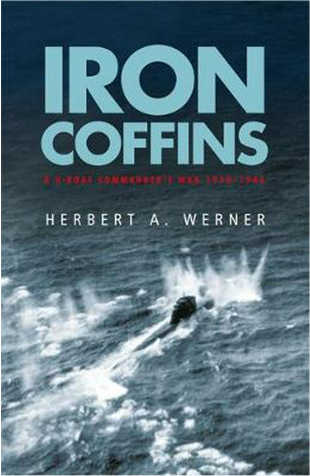 IRON
COFFINS
A U-BOAT COMMANDER'S WAR 1939-1945
HERBERT A. WERNER